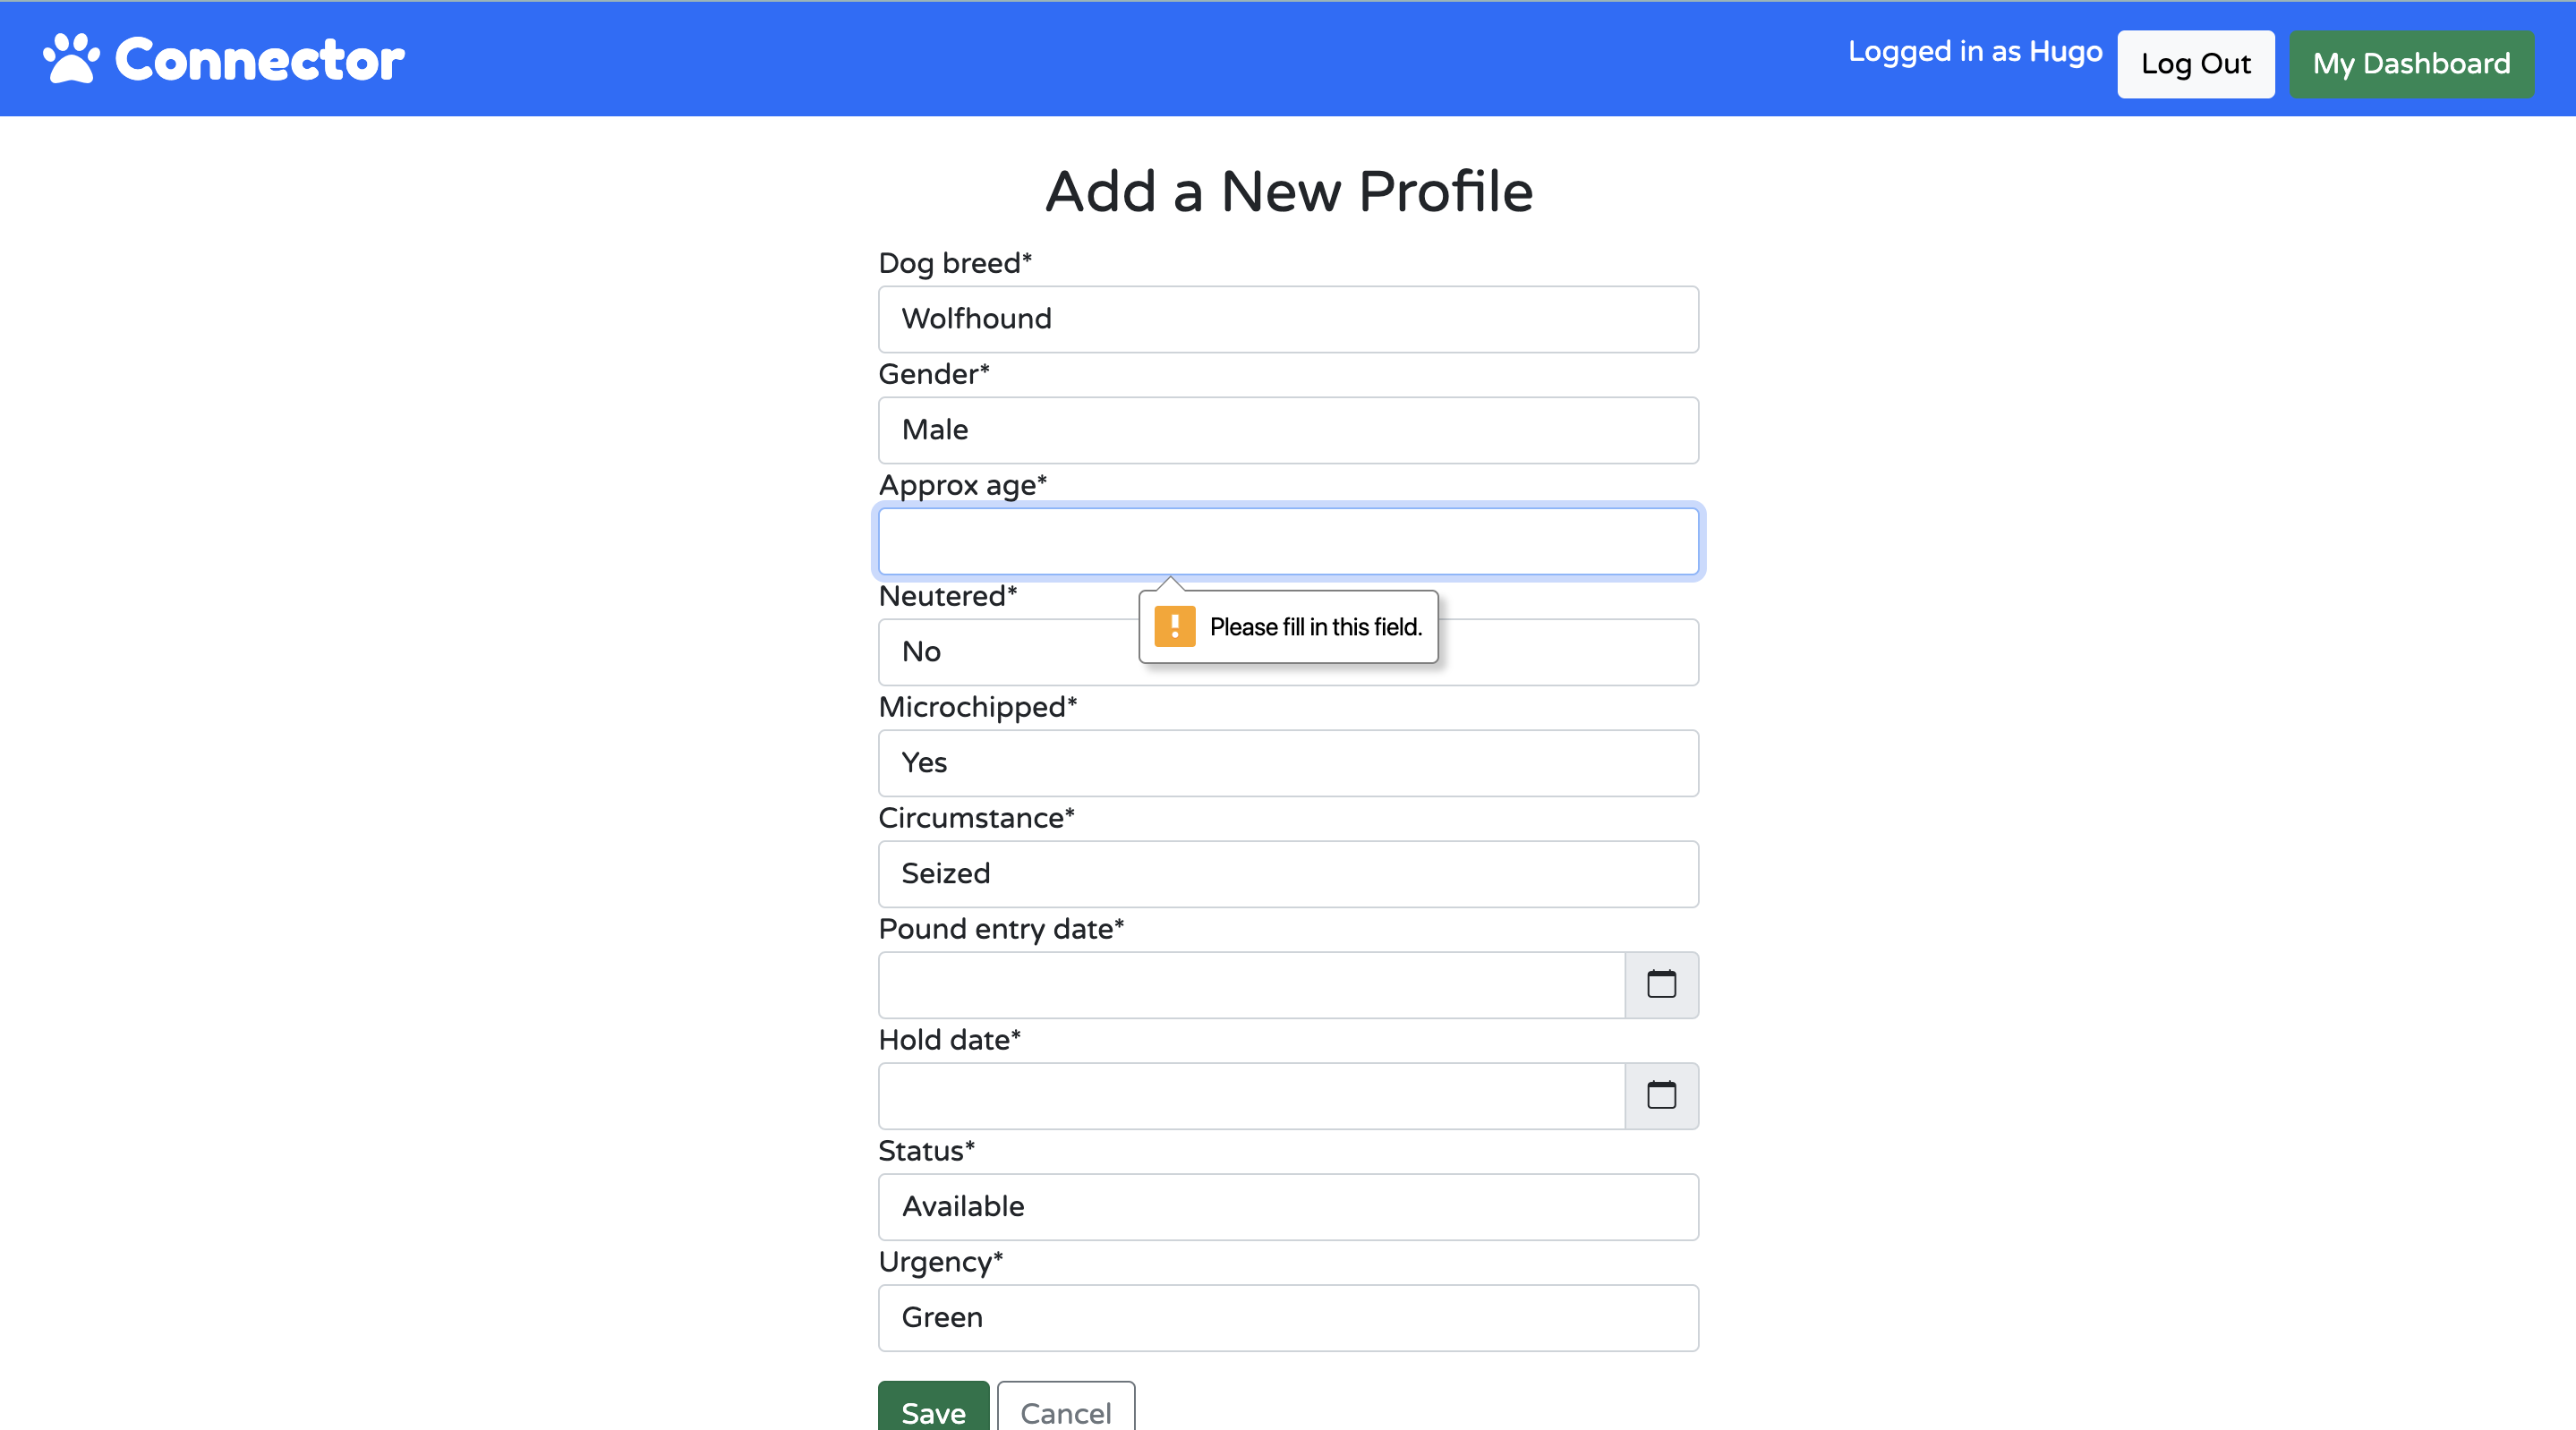 Connector
Logged in as Hugo
Log Out
My Dashboard
Add a New Profile
Dog breed*
Wolfhound
Gender*
Male
Approx age*
Please fill in this field.
Neutered*
No
Microchipped*
Yes
Circumstance*
Seized
Pound entry date*
Hold date*
Status*
Available
Urgency*
Green
Save
Cancel